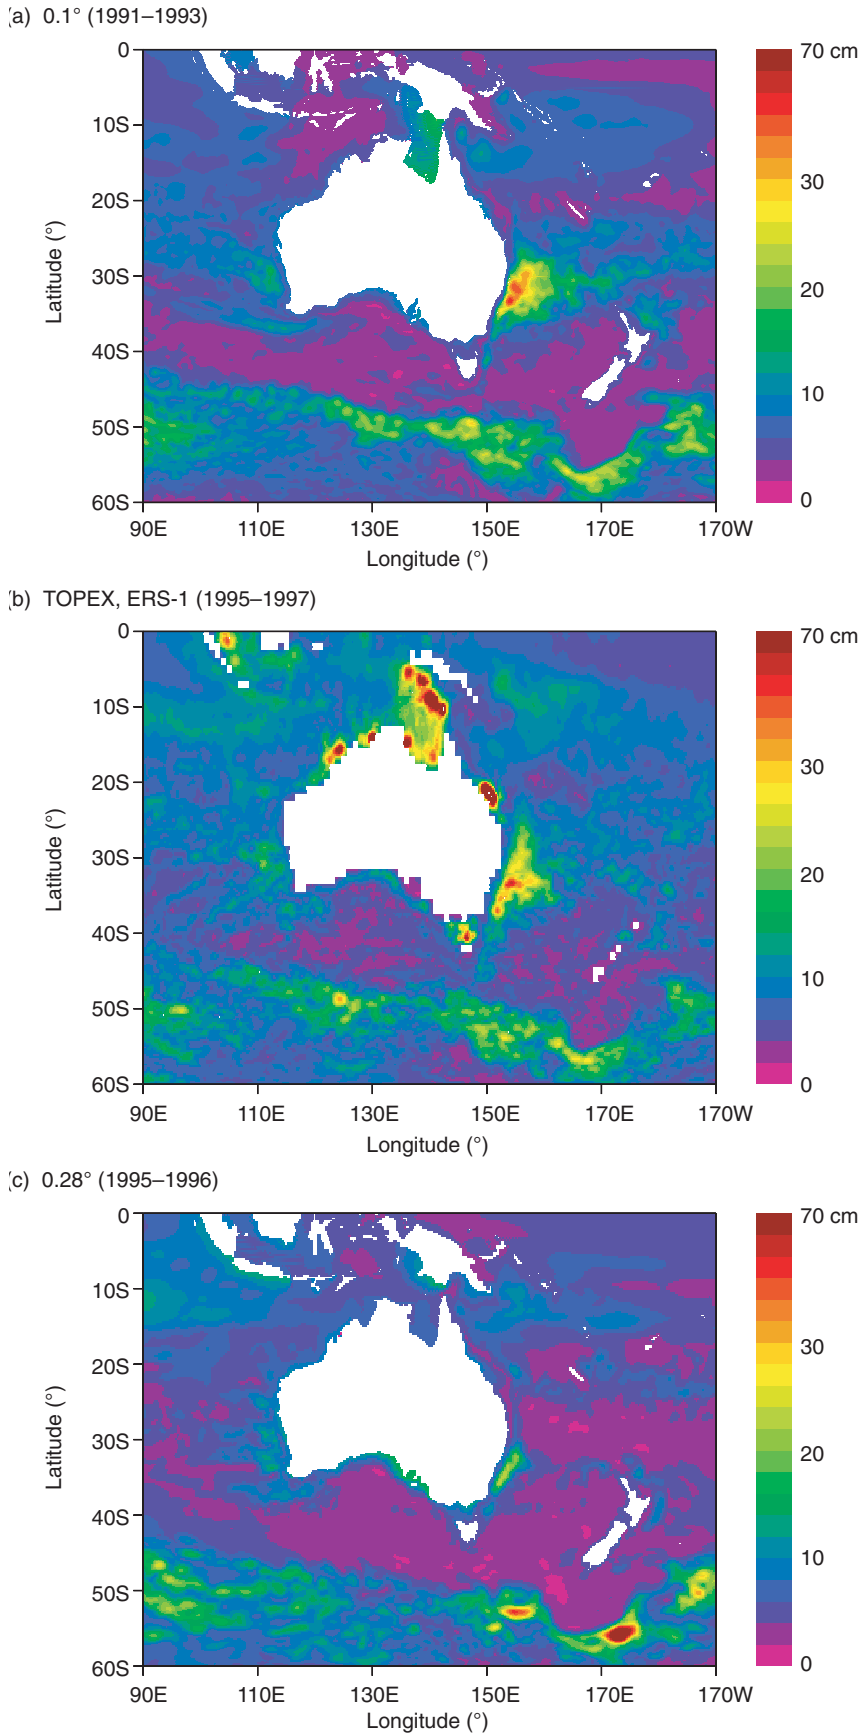 (a) 0.1° (1991–1993)
70 cm
30
20
10
0
0
10S
20S
30S
40S
50S
60S
Latitude (°)
90E 110E 130E 150E 170E 170W
Longitude (°)
(b) TOPEX, ERS-1 (1995–1997)
70 cm
30
20
10
0
0
10S
20S
30S
40S
50S
60S
Latitude (°)
90E 110E 130E 150E 170E 170W
Longitude (°)
(c) 0.28° (1995–1996)
70 cm
30
20
10
0
0
10S
20S
30S
40S
50S
60S
Latitude (°)
90E 110E 130E 150E 170E 170W
Longitude (°)